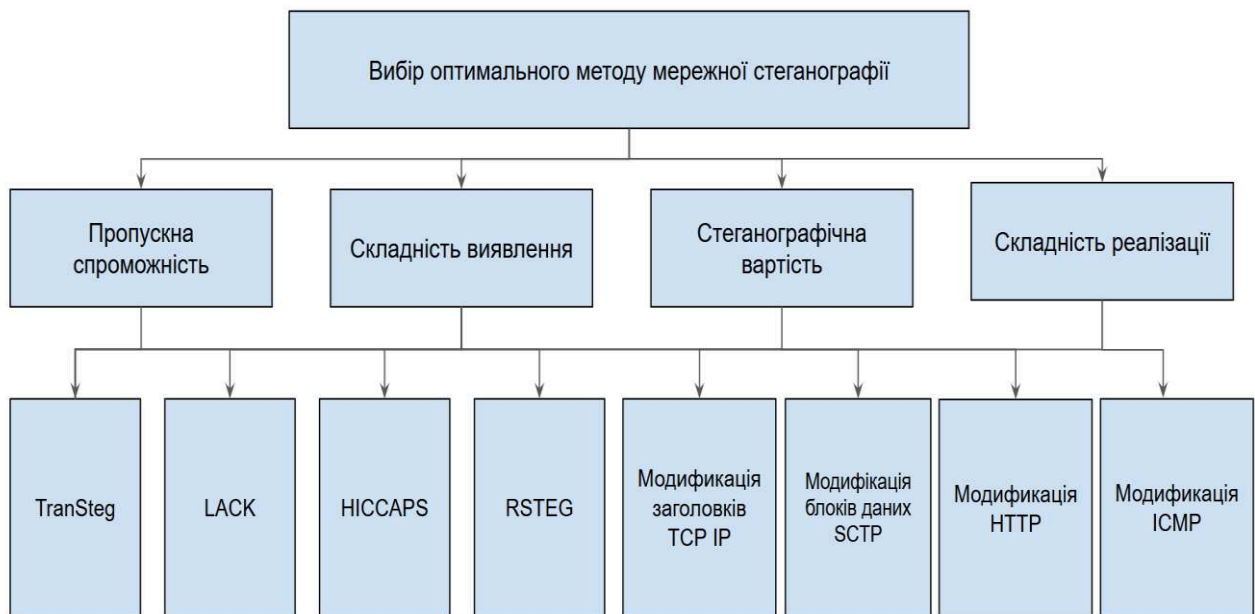 Вибір оптимального методу мережної стеганографії
Пропускна
спроможність
Складність виявлення
Стеганографічна
вартість
Складність реалізації
TranSteg
LACK
HICCAPS
RSTEG
Модификація
заголовків
TCP IP
Модифікація
блоків даних
SCTP
Модификація
HTTP
Модификація
ICMP